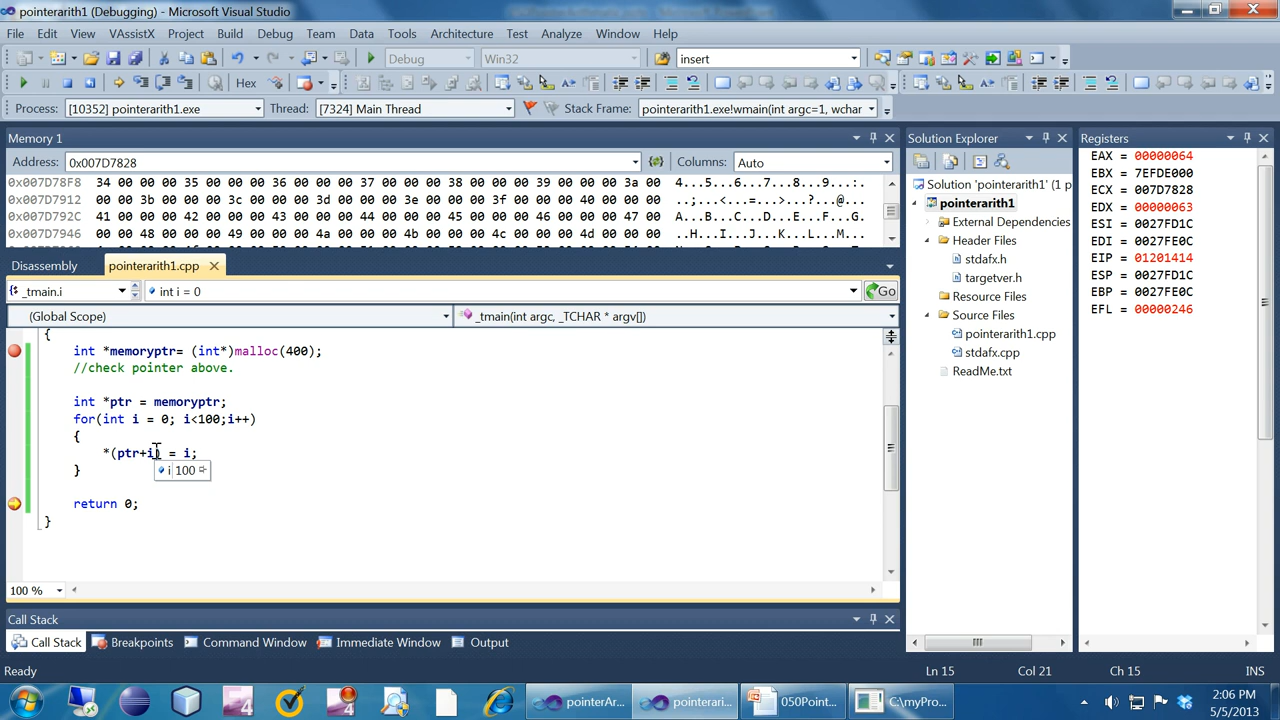 pointerarith1 (Debugging) - Microsoft Visual Studio
File Edit View VAssistX Project Build Debug Team Data Tools Architecture Test Analyze Window Help
Debug Win32 insert
Hex
Process: [10352] pointerarith1.exe Thread: [7324] Main Thread Stack Frame: pointerarith1.exe!wmain(int argc=1, wchar
Memory 1
Address: 0x007D7828 Columns: Auto
0x007D78F8 34 00 00 00 35 00 00 00 36 00 00 00 37 00 00 00 38 00 00 00 39 00 00 00 3a 00 4...5...6...7...8...9...:.
0x007D7912 00 00 3b 00 00 00 3c 00 00 00 3d 00 00 00 3e 00 00 00 3f 00 00 00 40 00 00 00 ..;...<...=...>...?...@...
0x007D792C 41 00 00 00 42 00 00 00 43 00 00 00 44 00 00 00 45 00 00 00 46 00 00 00 47 00 A...B...C...D...E...F...G.
0x007D7946 00 00 48 00 00 00 49 00 00 00 4a 00 00 00 4b 00 00 00 4c 00 00 00 4d 00 00 00 ..H...I...J...K...L...M...
Disassembly pointerarith1.cpp
_tmain.i int i = 0 Go
(Global Scope) _tmain(int argc, _TCHAR * argv[])
{
int *memoryptr= (int*)malloc(400);
//check pointer above.
int *ptr = memoryptr;
for(int i = 0; i<100;i++)
{
*(ptr+i) = i;
}
i 100
return 0;
}
100 %
Solution Explorer
Solution 'pointerarith1' (1 p
pointerarith1
External Dependencies
Header Files
stdafx.h
targetver.h
Resource Files
Source Files
pointerarith1.cpp
stdafx.cpp
ReadMe.txt
Registers
EAX = 00000064
EBX = 7EFDE000
ECX = 007D7828
EDX = 00000063
ESI = 0027FD1C
EDI = 0027FE0C
EIP = 01201414
ESP = 0027FD1C
EBP = 0027FE0C
EFL = 00000246
Call Stack
Call Stack Breakpoints Command Window Immediate Window Output
Ready Ln 15 Col 21 Ch 15 INS
pointerAr... pointerari... 050Point... C:\myPro...
2:06 PM
5/5/2013